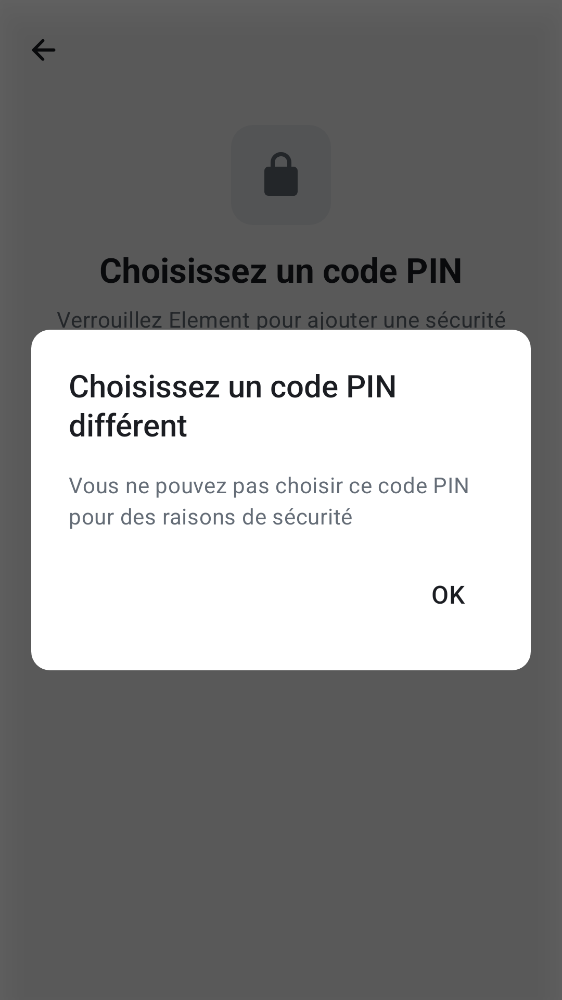 Choisissez un code PIN
Verrouillez Element pour ajouter une sécurité
Choisissez un code PIN
différent
Vous ne pouvez pas choisir ce code PIN
pour des raisons de sécurité
OK